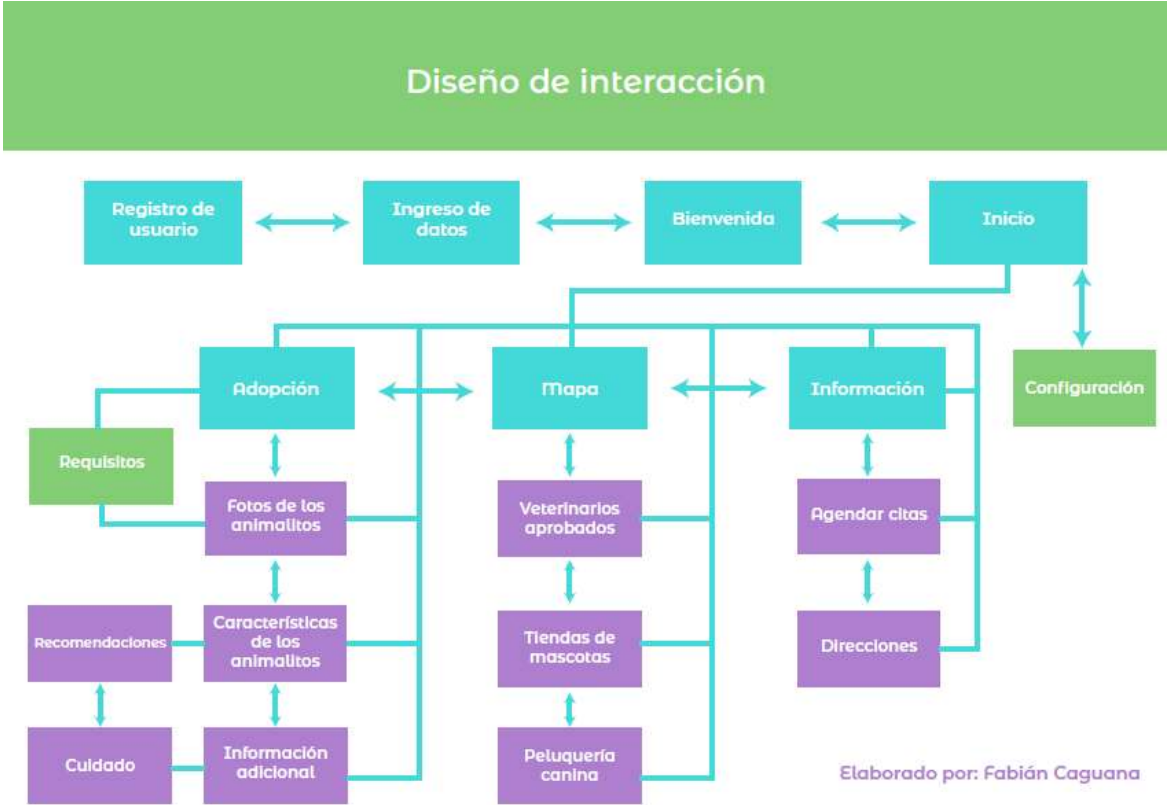 Diseño de interacción
Registro de
usuario
Ingreso de
datos
Bienvenida
Inicio
Adopción
Mapa
Información
Configuración
Requisitos
Fotos de los
animalitos
Veterinarios
aprobados
Agendar citas
Recomendaciones
Características
de los
animalitos
Tiendas de
mascotas
Direcciones
Cuidado
Información
adicional
Peluquería
canina
Elaborado por: Fabián Caguana